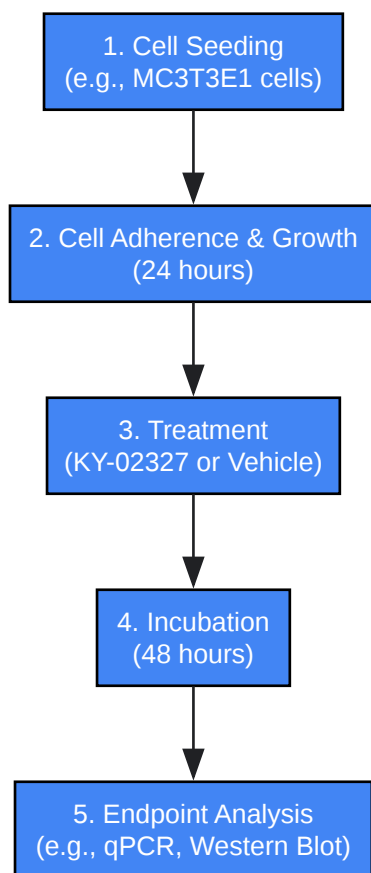 1. Cell Seeding
(e.g., MC3T3E1 cells)
2. Cell Adherence & Growth
(24 hours)
3. Treatment
(KY-02327 or Vehicle)
4. Incubation
(48 hours)
5. Endpoint Analysis
(e.g., qPCR, Western Blot)